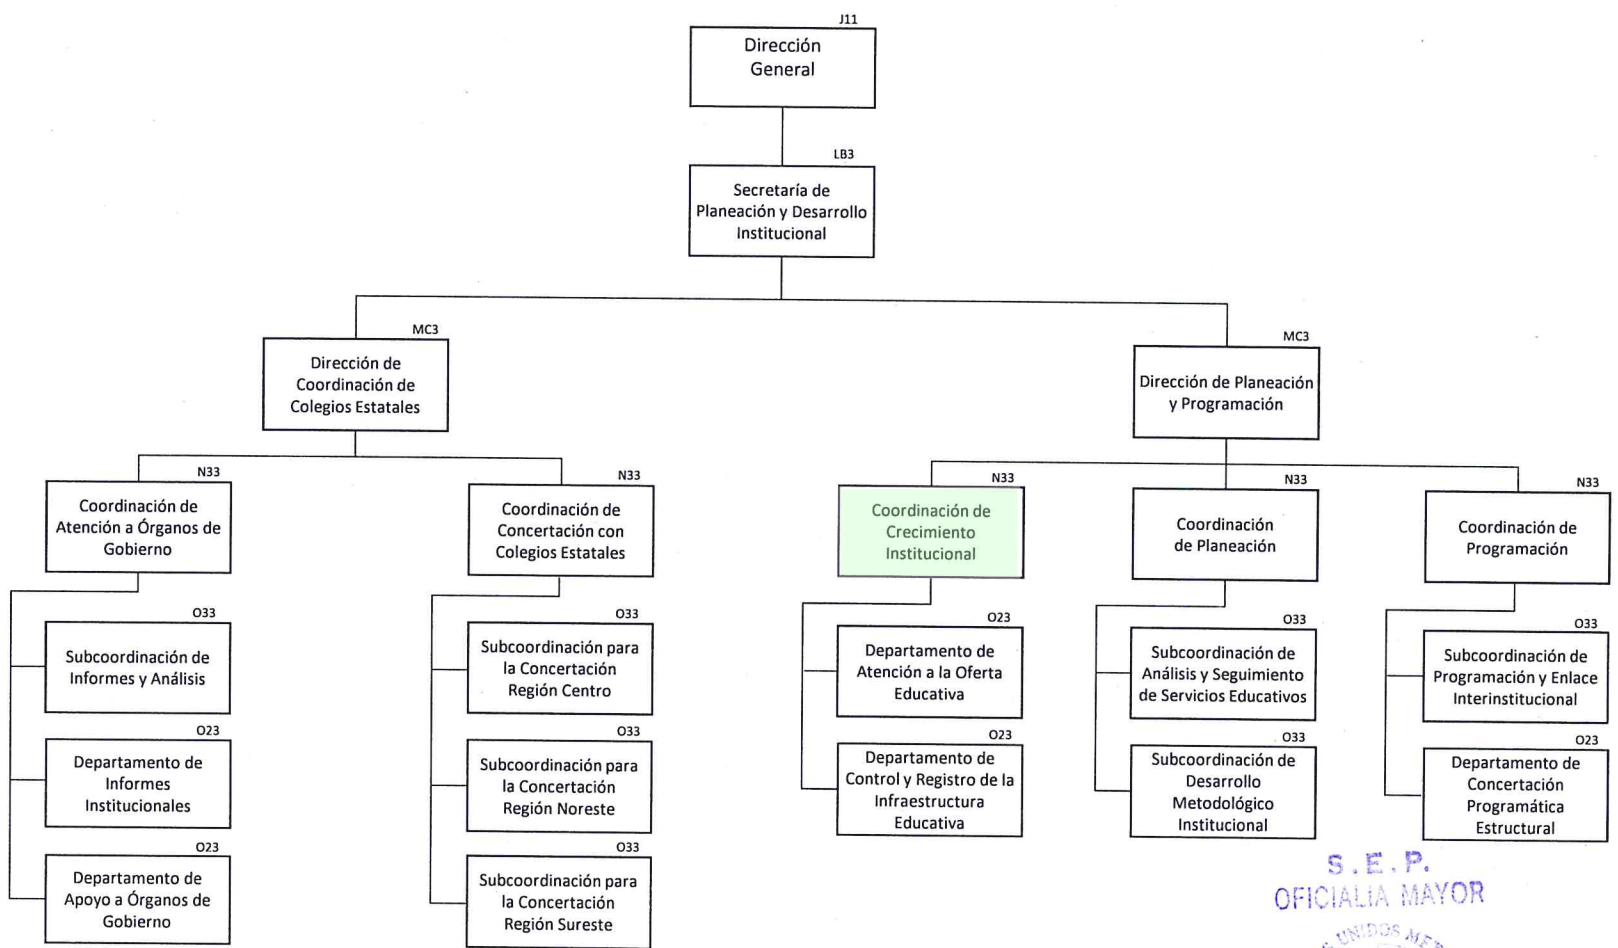 J11
Dirección
General
LB3
Secretaría de
Planeación y Desarrollo
Institucional
MC3
Dirección de
Coordinación de
Colegios Estatales
MC3
Dirección de Planeación
y Programación
N33
Coordinación de
Atención a Órganos de
Gobierno
N33
Coordinación de
Concertación con
Colegios Estatales
N33
Coordinación de
Crecimiento
Institucional
N33
Coordinación
de Planeación
N33
Coordinación de
Programación
O33
Subcoordinación de
Informes y Análisis
O23
Departamento de
Informes
Institucionales
O23
Departamento de
Apoyo a Órganos de
Gobierno
O33
Subcoordinación para
la Concertación
Región Centro
O33
Subcoordinación para
la Concertación
Región Noreste
O33
Subcoordinación para
la Concertación
Región Sureste
O23
Departamento de
Atención a la Oferta
Educativa
O23
Departamento de
Control y Registro de la
Infraestructura
Educativa
O33
Subcoordinación de
Análisis y Seguimiento
de Servicios Educativos
O33
Subcoordinación de
Desarrollo
Metodológico
Institucional
O33
Subcoordinación de
Programación y Enlace
Interinstitucional
O23
Departamento de
Concertación
Programática
Estructural
S.E.P.
OFICIALIA MAYOR
UNIDOS